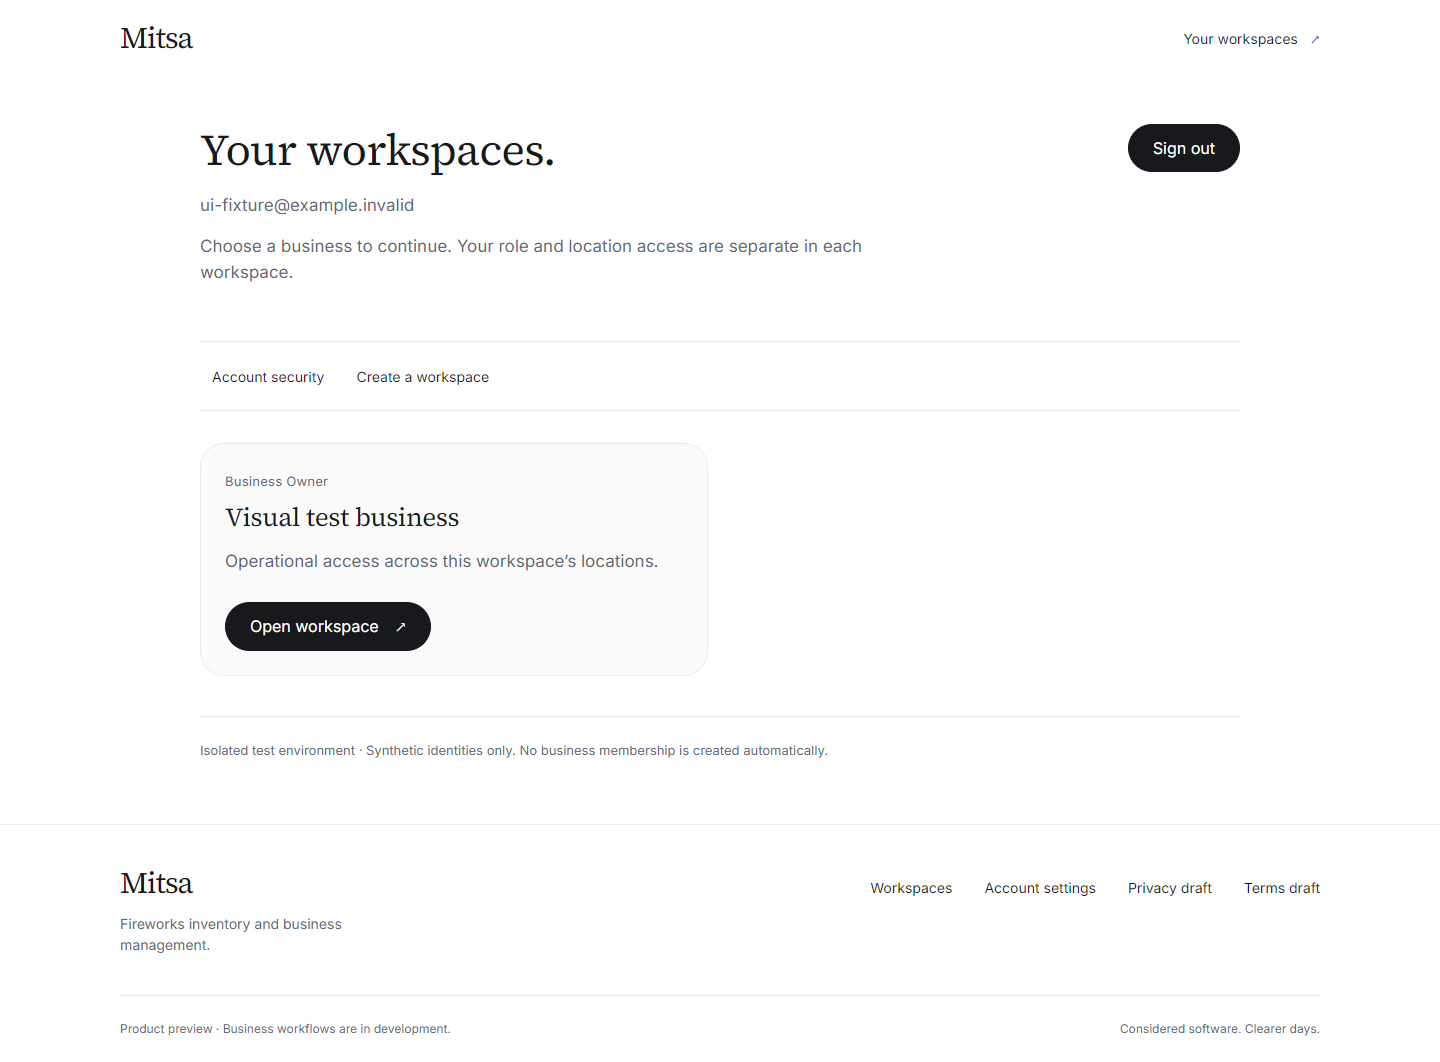 Mitsa
Your workspaces ↗
Your workspaces.
Sign out
ui-fixture@example.invalid
Choose a business to continue. Your role and location access are separate in each
workspace.
Account security
Create a workspace
Business Owner
Visual test business
Operational access across this workspace’s locations.
Open workspace ↗
Isolated test environment · Synthetic identities only. No business membership is created automatically.
Mitsa
Workspaces
Account settings
Privacy draft
Terms draft
Fireworks inventory and business
management.
Product preview · Business workflows are in development.
Considered software. Clearer days.